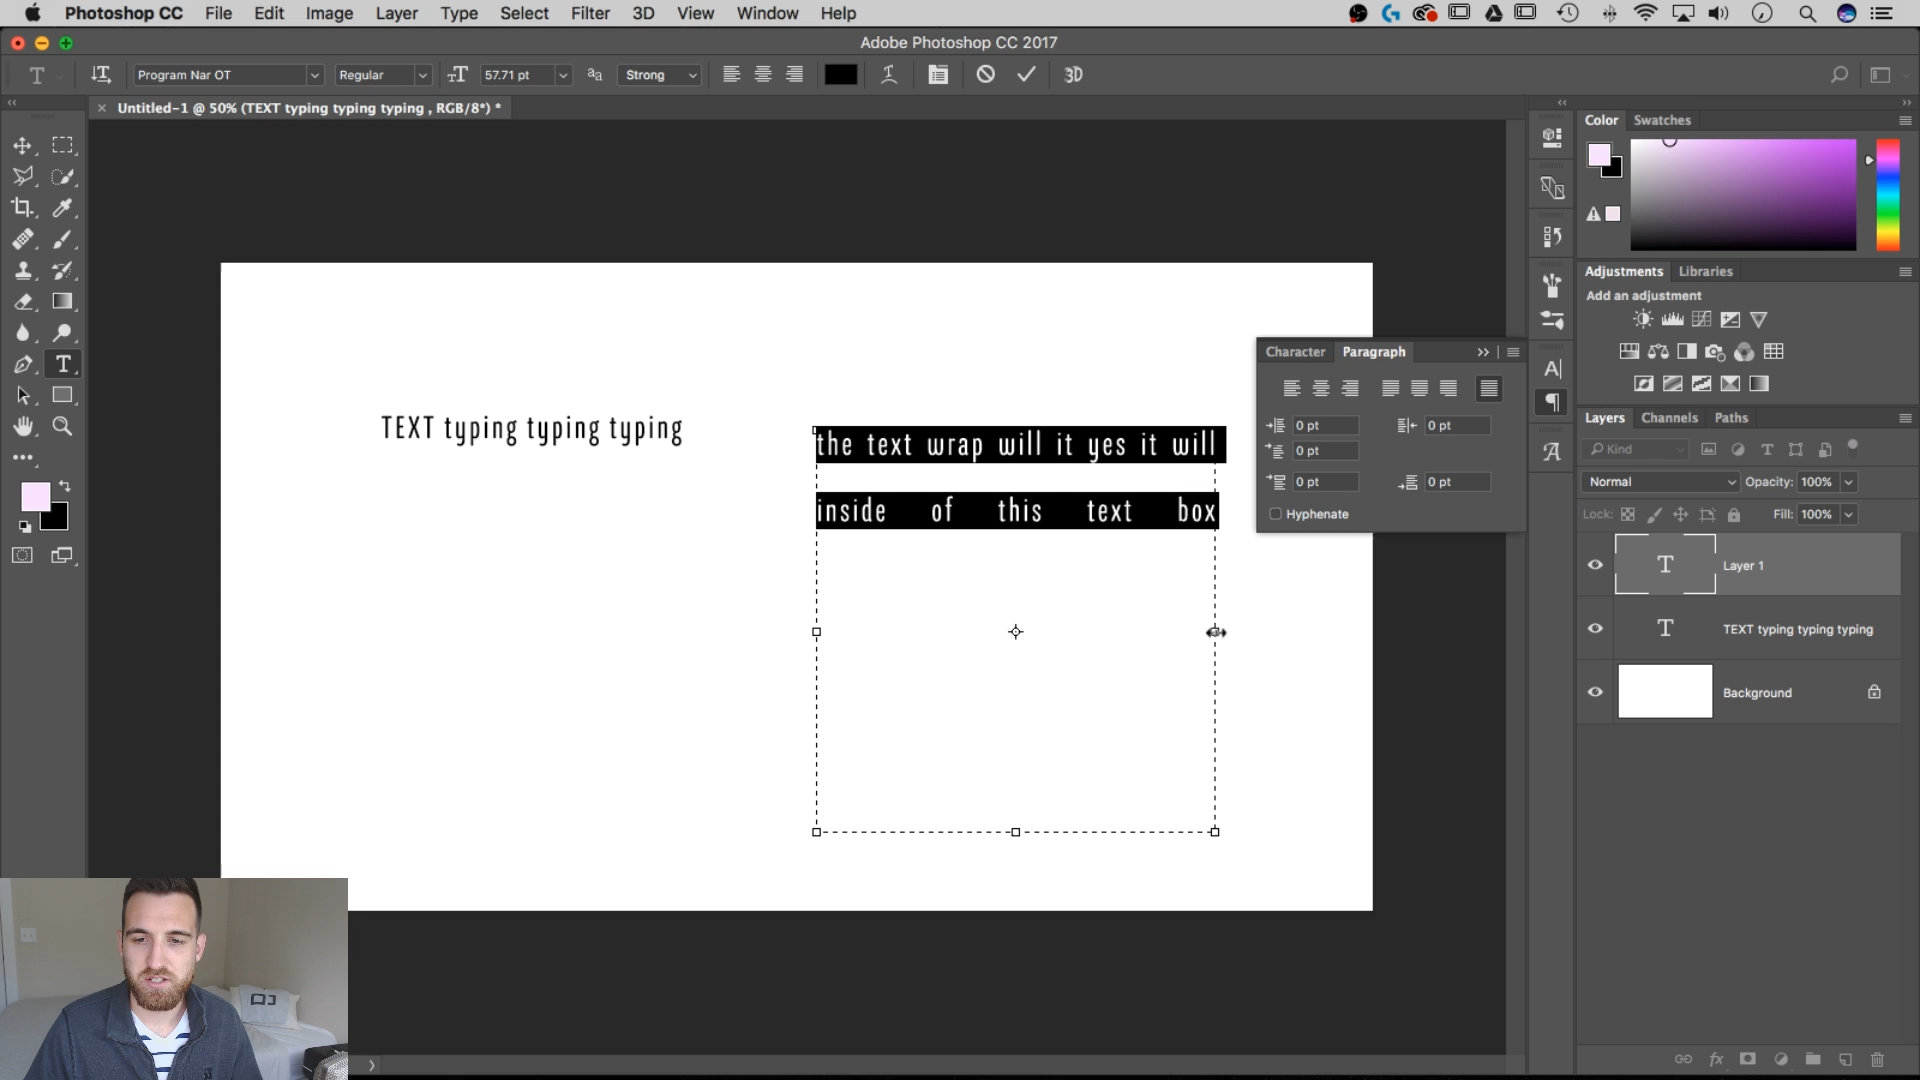 Photoshop CC File Edit Image Layer Type Select Filter 3D View Window Help
Adobe Photoshop CC 2017
Program Nar OT Regular 57.71 pt Strong 3D
Untitled-1 @ 50% (TEXT typing typing typing , RGB/8*) *
Color Swatches
Adjustments Libraries
Add an adjustment
Character Paragraph
0 pt 0 pt
0 pt
0 pt 0 pt
Hyphenate
TEXT typing typing typing
the text wrap will it yes it will
inside of this text box
Layers Channels Paths
Kind
Normal Opacity: 100%
Lock: Fill: 100%
Layer 1
TEXT typing typing typing
Background